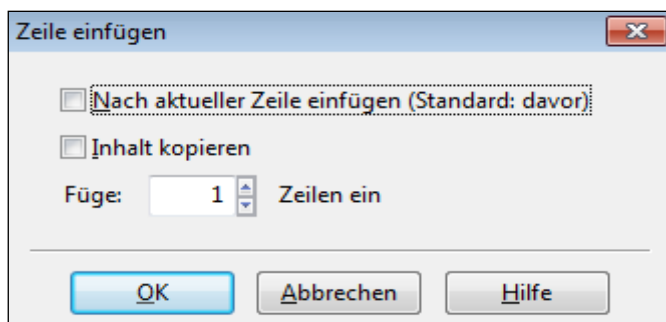 Zeile einfügen
Nach aktueller Zeile einfügen (Standard: davor)
Inhalt kopieren
Füge: 1 Zeilen ein
OK Abbrechen Hilfe